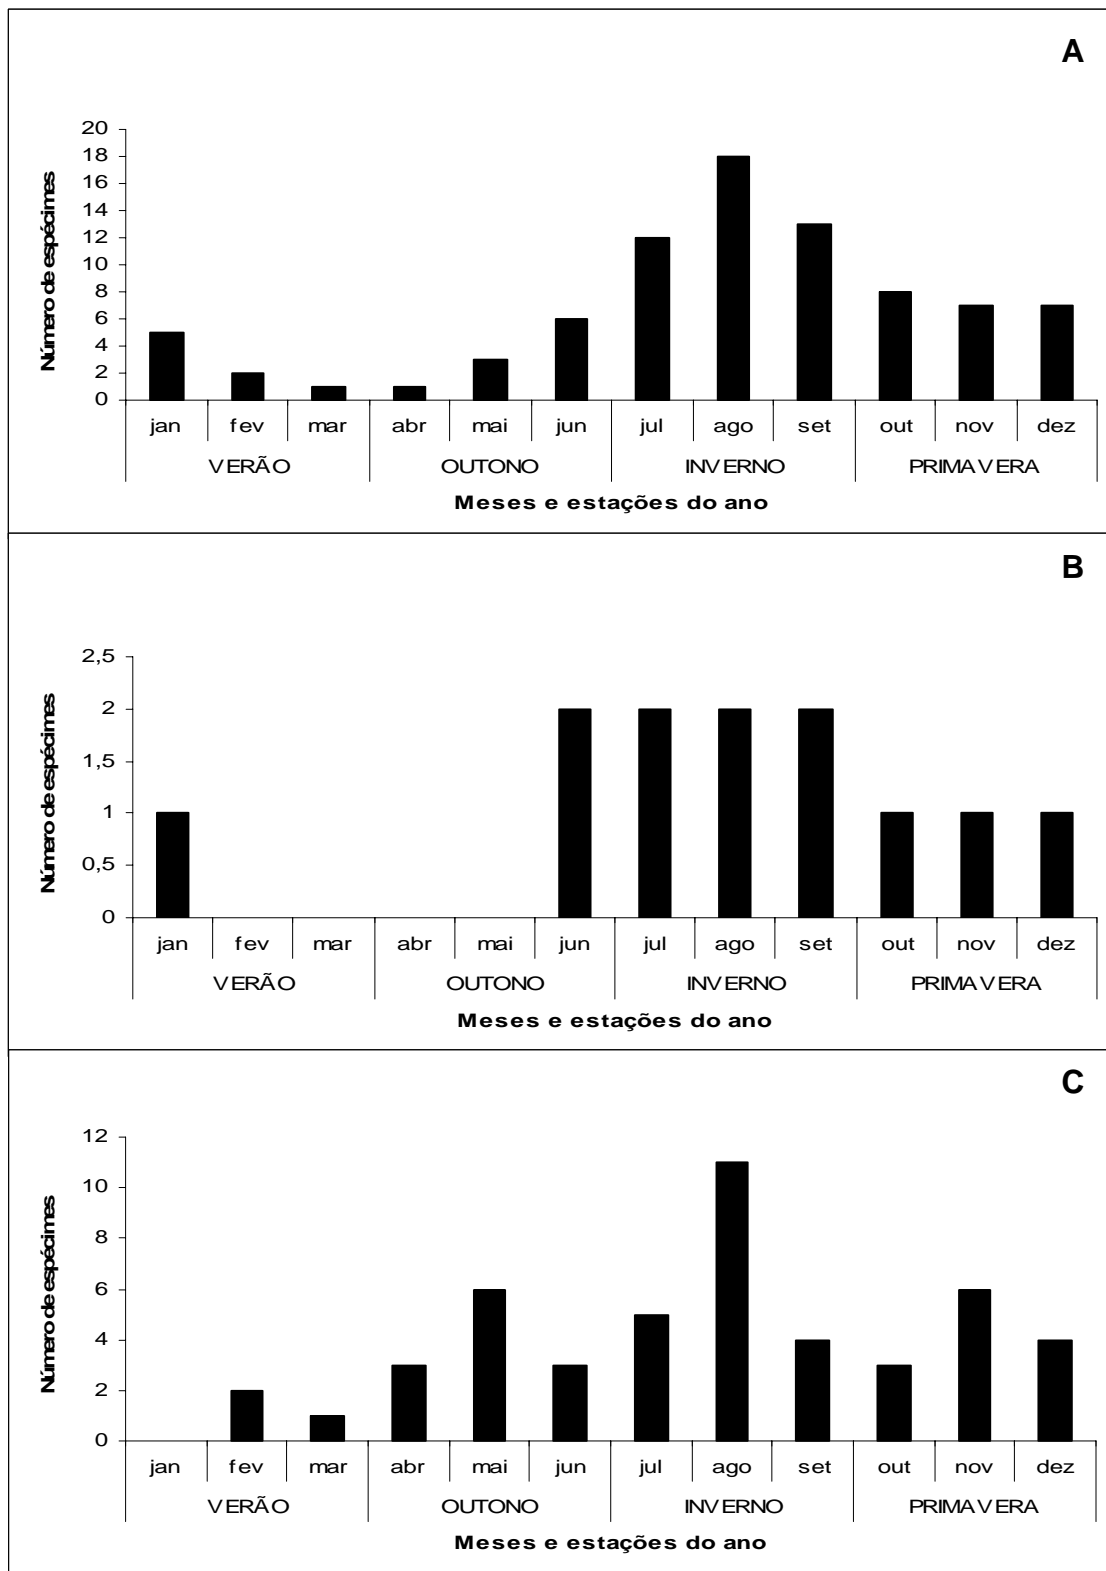 A
Número de espécimes
20
18
16
14
12
10
8
6
4
2
0
jan fev mar abr mai jun jul ago set out nov dez
VERÃO OUTONO INVERNO PRIMAVERA
Meses e estações do ano
B
Número de espécimes
2,5
2
1,5
1
0,5
0
jan fev mar abr mai jun jul ago set out nov dez
VERÃO OUTONO INVERNO PRIMAVERA
Meses e estações do ano
C
Número de espécimes
12
10
8
6
4
2
0
jan fev mar abr mai jun jul ago set out nov dez
VERÃO OUTONO INVERNO PRIMAVERA
Meses e estações do ano